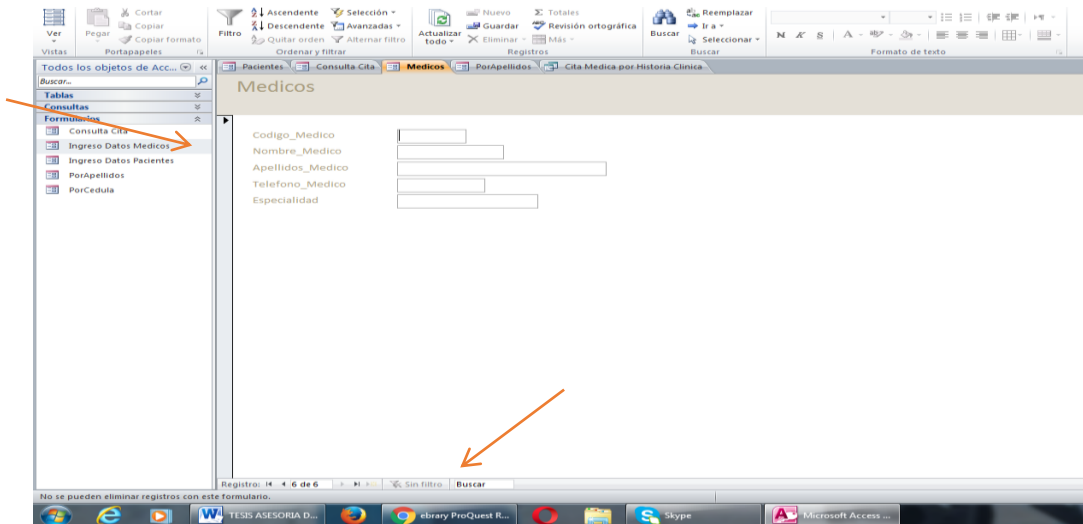 Ver
Vistas
Pegar
Cortar
Copiar
Copiar formato
Portapapeles
Filtro
Ascendente
Descendente
Quitar orden
Selección
Avanzadas
Alternar filtro
Ordenar y filtrar
Actualizar todo
Nuevo
Guardar
Eliminar
Totales
Revisión ortográfica
Más
Registros
Buscar
Reemplazar
Ir a
Seleccionar
Buscar
N K S A
Formato de texto
Todos los objetos de Acc...
Buscar...
Tablas
Consultas
Formularios
Consulta Cita
Ingreso Datos Medicos
Ingreso Datos Pacientes
PorApellidos
PorCedula
Pacientes Consulta Cita Medicos PorApellidos Cita Medica por Historia Clinica
Medicos
Codigo_Medico
Nombre_Medico
Apellidos_Medico
Telefono_Medico
Especialidad
Registro: 6 de 6 Sin filtro Buscar
No se pueden eliminar registros con este formulario.
TESIS ASESORIA D... ebrary ProQuest R... Skype Microsoft Access ...